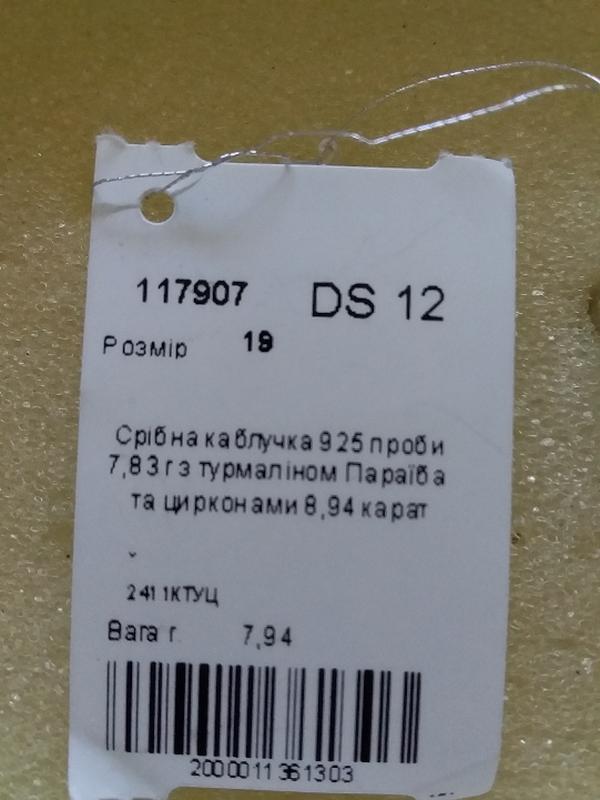 117907 DS 12
Розмір 19
Срібна каблучка 925 проби
7,83 г з турмаліном Параїба
та цирконами 8,94 карат
2411КТУЦ
Вага г 7,94
2000011361303